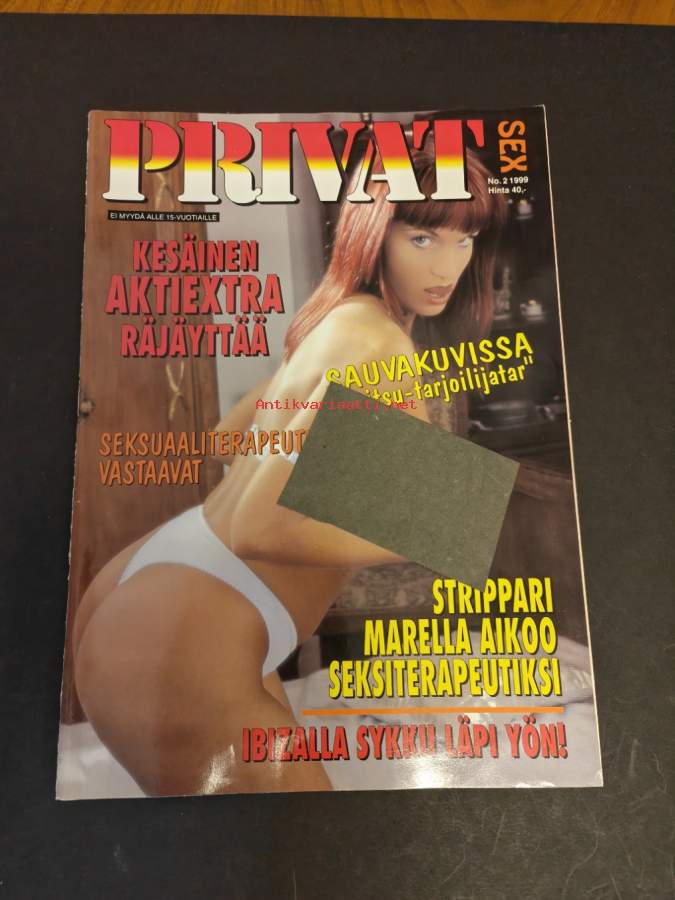 PRIVAT
SEX
No. 2 1999
Hinta 40,-
EI MYYDÄ ALLE 15-VUOTIAILLE
KESÄINEN
AKTIEXTRA
RÄJÄYTTÄÄ
SAUVAKUVISSA
-tarjoilijatar"
Antikvariaatti.net
SEKSUAALITERAPEUT
VASTAAVAT
STRIPPARI
MARELLA AIKOO
SEKSITERAPEUTIKSI
IBIZALLA SYKKII LÄPI YÖN!